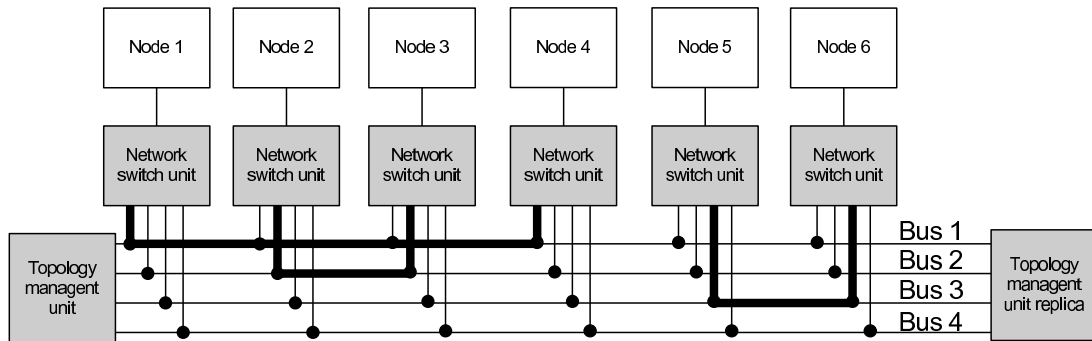 Node 1
Node 2
Node 3
Node 4
Node 5
Node 6
Network
switch unit
Network
switch unit
Network
switch unit
Network
switch unit
Network
switch unit
Network
switch unit
Topology
managent
unit
Bus 1
Bus 2
Bus 3
Bus 4
Topology
managent
unit replica